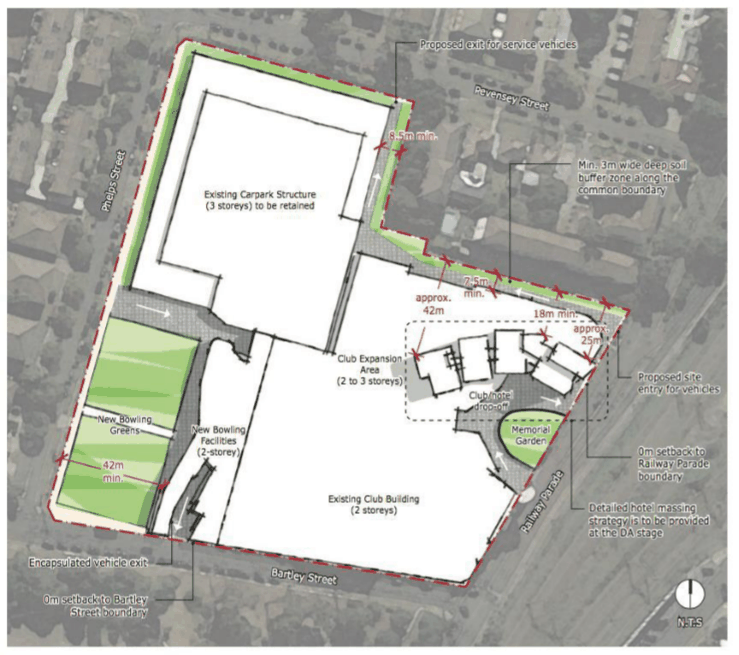 Proposed exit for service vehicles
Pevensey Street
8.5m min.
Min. 3m wide deep soil
buffer zone along the
common boundary
Phelps Street
Existing Carpark Structure
(3 storeys) to be retained
7.5m
min.
approx.
42m
18m min.
approx.
25m
Club Expansion
Area
(2 to 3 storeys)
Proposed site
entry for vehicles
Club/hotel
drop-off
New Bowling
Greens
New Bowling
Facilities
(2-storey)
Memorial
Garden
0m setback to
Railway Parade
boundary
42m
min.
Existing Club Building
(2 storeys)
Railway Parade
Detailed hotel massing
strategy is to be provided
at the DA stage
Encapsulated vehicle exit
Bartley Street
0m setback to Bartley
Street boundary
N.T.S